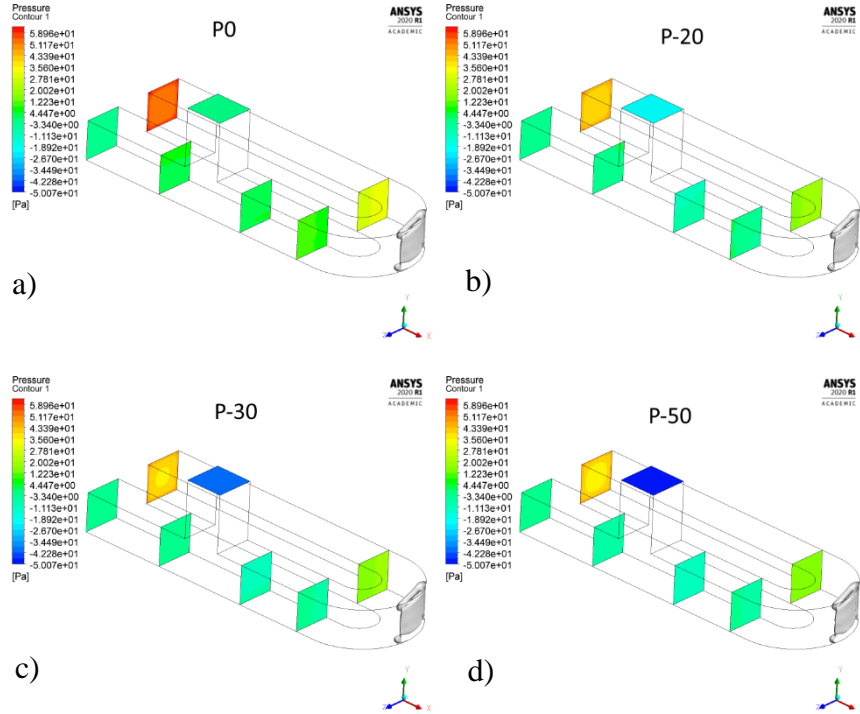 Pressure
Contour 1
5.896e+01
5.117e+01
4.339e+01
3.560e+01
2.781e+01
2.002e+01
1.223e+01
4.447e+00
-3.340e+00
-1.113e+01
-1.892e+01
-2.670e+01
-3.449e+01
-4.228e+01
-5.007e+01
[Pa]
P0
ANSYS
2020 R1
ACADEMIC
a)
Y
Z
X
Pressure
Contour 1
5.896e+01
5.117e+01
4.339e+01
3.560e+01
2.781e+01
2.002e+01
1.223e+01
4.447e+00
-3.340e+00
-1.113e+01
-1.892e+01
-2.670e+01
-3.449e+01
-4.228e+01
-5.007e+01
[Pa]
P-20
ANSYS
2020 R1
ACADEMIC
b)
Y
Z
X
Pressure
Contour 1
5.896e+01
5.117e+01
4.339e+01
3.560e+01
2.781e+01
2.002e+01
1.223e+01
4.447e+00
-3.340e+00
-1.113e+01
-1.892e+01
-2.670e+01
-3.449e+01
-4.228e+01
-5.007e+01
[Pa]
P-30
ANSYS
2020 R1
ACADEMIC
c)
Y
Z
X
Pressure
Contour 1
5.896e+01
5.117e+01
4.339e+01
3.560e+01
2.781e+01
2.002e+01
1.223e+01
4.447e+00
-3.340e+00
-1.113e+01
-1.892e+01
-2.670e+01
-3.449e+01
-4.228e+01
-5.007e+01
[Pa]
P-50
ANSYS
2020 R1
ACADEMIC
d)
Y
Z
X